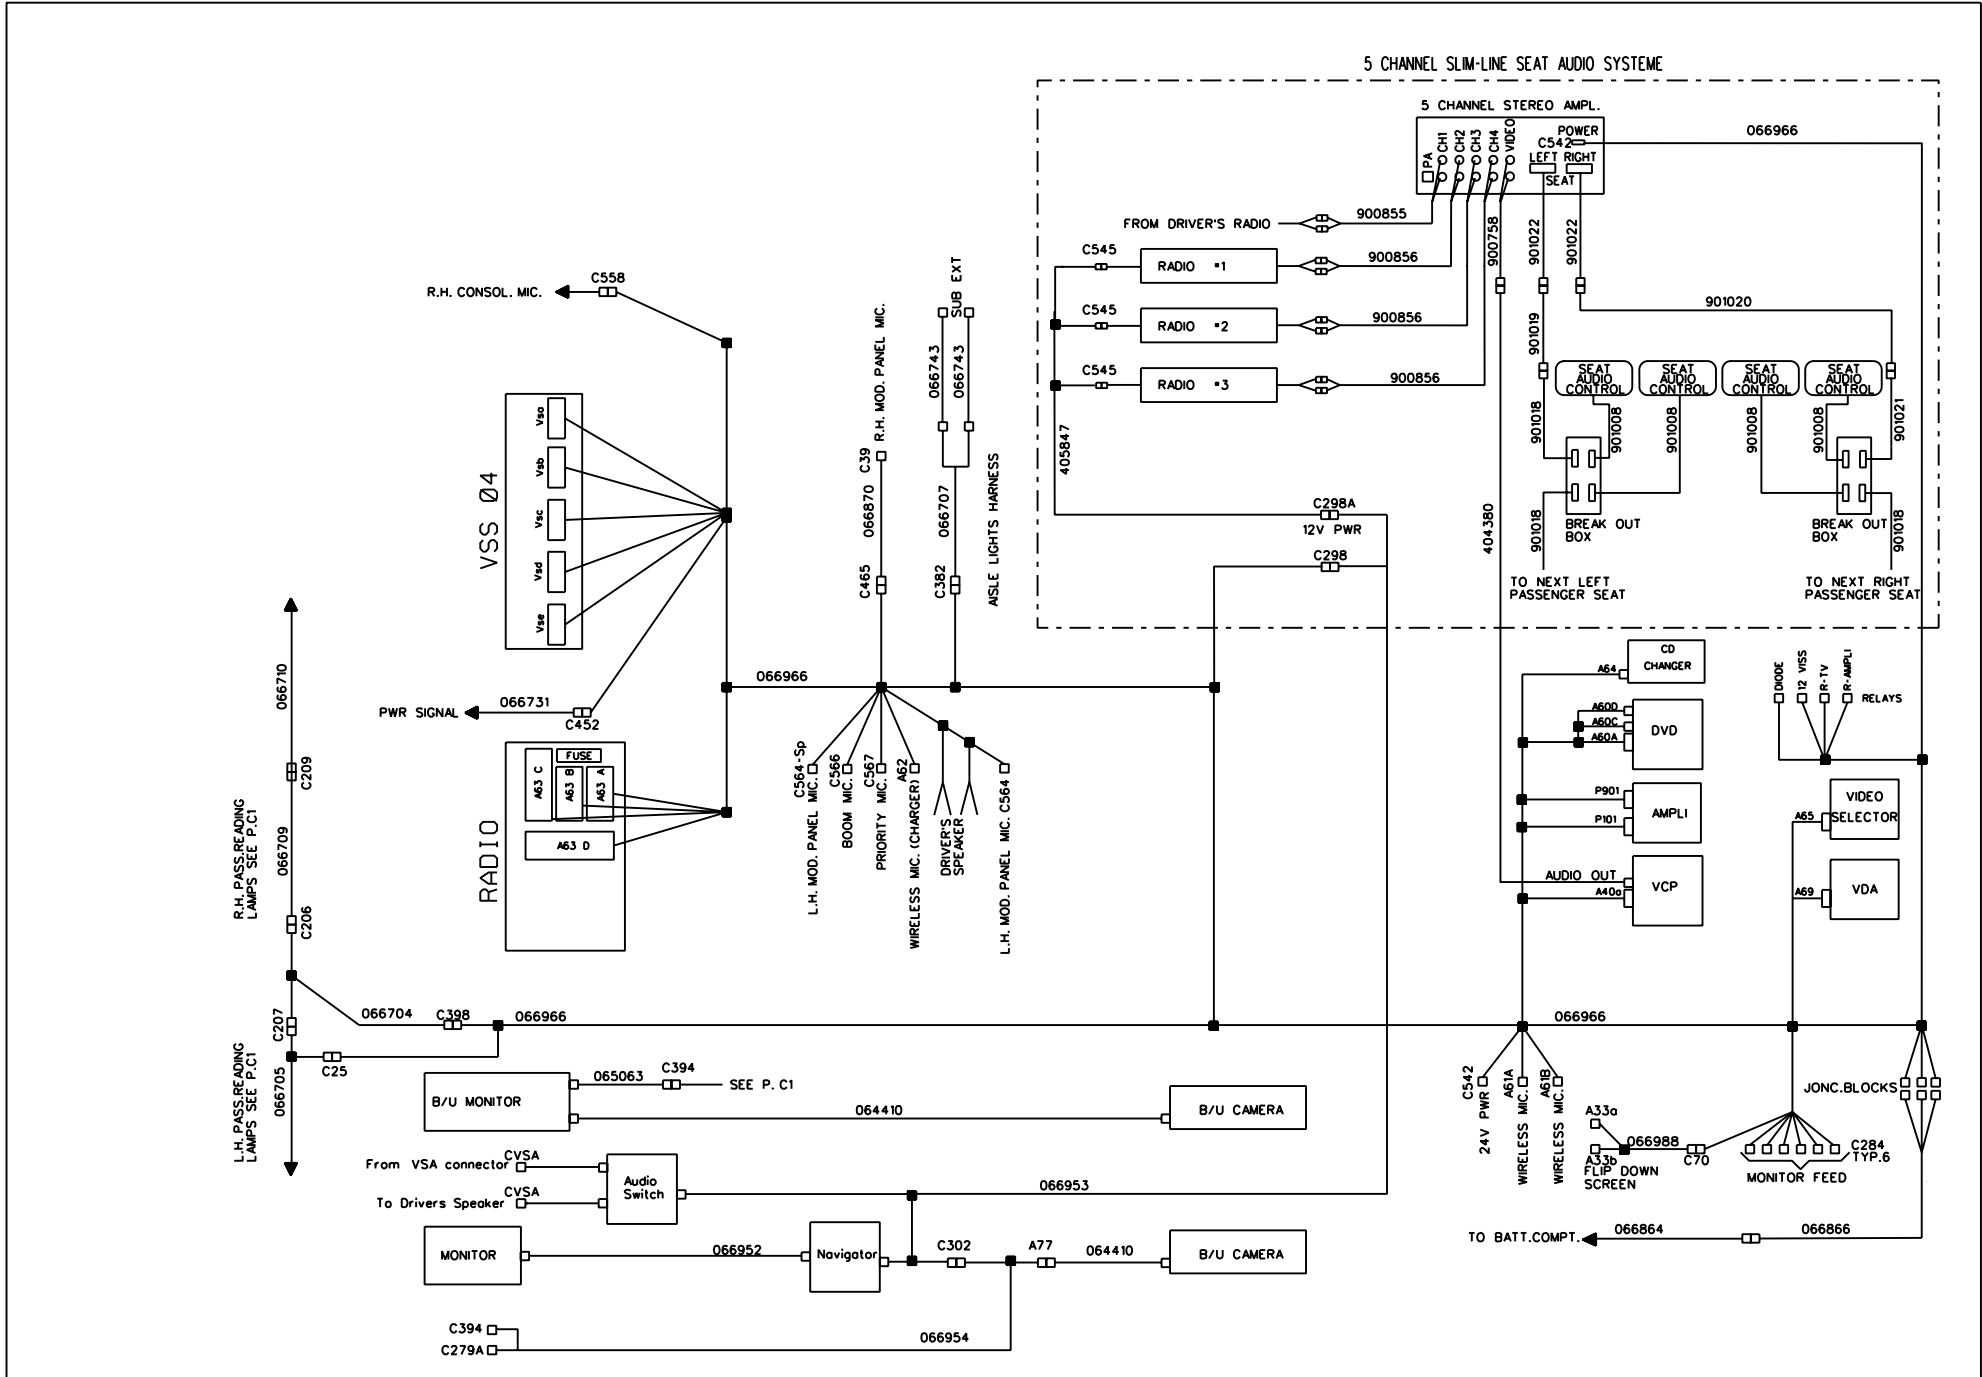 5 CHANNEL SLIM-LINE SEAT AUDIO SYSTEME
5 CHANNEL STEREO AMPL.
PA
CH1
CH2
CH3
CH4
VIDEO
POWER
C542
LEFT RIGHT
SEAT
066966
FROM DRIVER'S RADIO
900855
C545
RADIO #1
900856
C545
RADIO #2
900856
C545
RADIO #3
900856
900758
901022
901022
901020
901019
901018
SEAT
AUDIO
CONTROL
SEAT
AUDIO
CONTROL
SEAT
AUDIO
CONTROL
SEAT
AUDIO
CONTROL
901008
901008
901008
901008
901021
BREAK OUT
BOX
BREAK OUT
BOX
901018
901018
TO NEXT LEFT
PASSENGER SEAT
TO NEXT RIGHT
PASSENGER SEAT
405847
404380
C298A
12V PWR
C298
R.H. CONSOL. MIC.
C558
VSS 04
Vsa
Vsb
Vsc
Vsd
Vse
PWR SIGNAL
066731
C452
RADIO
FUSE
A63 C
A63 B
A63 A
A63 D
R.H. MOD. PANEL MIC.
C39
066870
C465
SUB EXT
066743
066743
066707
C382
AISLE LIGHTS HARNESS
066966
C564-Sp
L.H. MOD. PANEL MIC.
C566
BOOM MIC.
C567
PRIORITY MIC.
A62
WIRELESS MIC. (CHARGER)
DRIVER'S
SPEAKER
L.H. MOD. PANEL MIC. C564
066710
C209
066709
R.H. PASS.READING
LAMPS SEE P.C1
C206
C207
066704
C398
066966
C25
066705
L.H. PASS.READING
LAMPS SEE P.C1
CD
CHANGER
A64
DVD
A60D
A60C
A60A
AMPLI
P901
P101
VCP
AUDIO OUT
A40a
DIODE
12 VISS
R-TV
R-AMPLI
RELAYS
VIDEO
SELECTOR
A65
VDA
A69
066966
C542
24V PWR
A61A
WIRELESS MIC.
A61B
WIRELESS MIC.
A33a
066988
C70
A33b
FLIP DOWN
SCREEN
C284
TYP.6
MONITOR FEED
JONC.BLOCKS
TO BATT.COMPT.
066864
066866
B/U MONITOR
065063
C394
SEE P. C1
064410
B/U CAMERA
From VSA connector
CVSA
To Drivers Speaker
CVSA
Audio
Switch
066953
MONITOR
066952
Navigator
C302
A77
064410
B/U CAMERA
C394
C279A
066954